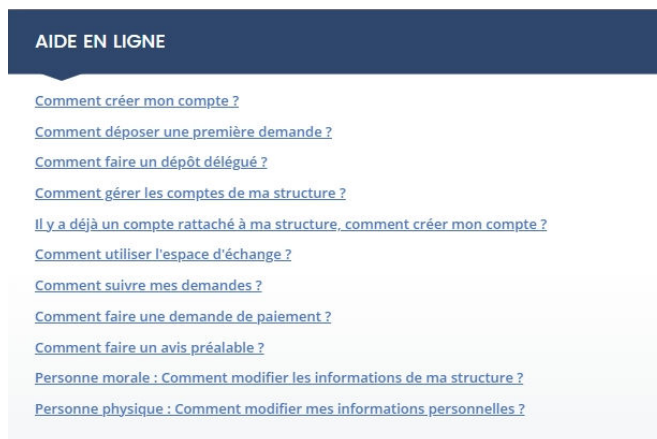 AIDE EN LIGNE
Comment créer mon compte ?
Comment déposer une première demande ?
Comment faire un dépôt délégué ?
Comment gérer les comptes de ma structure ?
Il y a déjà un compte rattaché à ma structure, comment créer mon compte ?
Comment utiliser l'espace d'échange ?
Comment suivre mes demandes ?
Comment faire une demande de paiement ?
Comment faire un avis préalable ?
Personne morale : Comment modifier les informations de ma structure ?
Personne physique : Comment modifier mes informations personnelles ?